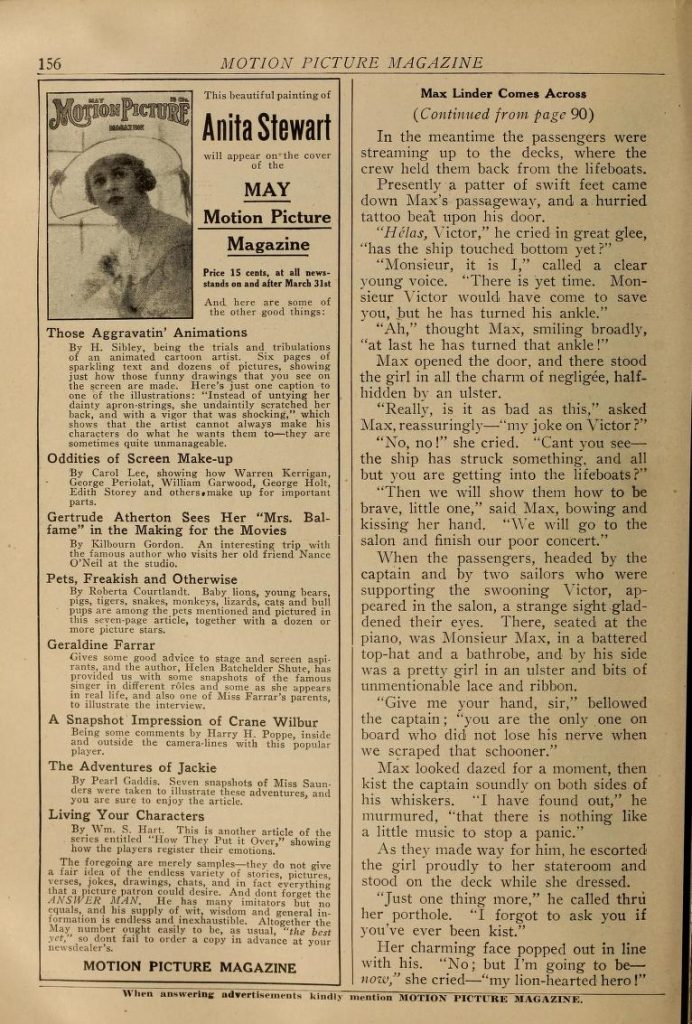 156
MOTION PICTURE MAGAZINE
MAY
15 Cts.
MOTION PICTURE
MAGAZINE
This beautiful painting of
Anita Stewart
will appear on the cover
of the
MAY
Motion Picture
Magazine
Price 15 cents, at all news-
stands on and after March 31st
And here are some of
the other good things:
Those Aggravatin' Animations
By H. Sibley, being the trials and tribulations
of an animated cartoon artist. Six pages of
sparkling text and dozens of pictures, showing
just how those funny drawings that you see on
the screen are made. Here's just one caption to
one of the illustrations: "Instead of untying her
dainty apron-strings, she undaintily scratched her
back, and with a vigor that was shocking," which
shows that the artist cannot always make his
characters do what he wants them to—they are
sometimes quite unmanageable.
Oddities of Screen Make-up
By Carol Lee, showing how Warren Kerrigan,
George Periolat, William Garwood, George Holt,
Edith Storey and others make up for important
parts.
Gertrude Atherton Sees Her "Mrs. Bal-
fame" in the Making for the Movies
By Kilbourn Gordon. An interesting trip with
the famous author who visits her old friend Nance
O'Neil at the studio.
Pets, Freakish and Otherwise
By Roberta Courtlandt. Baby lions, young bears,
pigs, tigers, snakes, monkeys, lizards, cats and bull
pups are among the pets mentioned and pictured in
this seven-page article, together with a dozen or
more picture stars.
Geraldine Farrar
Gives some good advice to stage and screen aspi-
rants, and the author, Helen Batchelder Shute, has
provided us with some snapshots of the famous
singer in different rôles and some as she appears
in real life, and also one of Miss Farrar's parents,
to illustrate the interview.
A Snapshot Impression of Crane Wilbur
Being some comments by Harry H. Poppe, inside
and outside the camera-lines with this popular
player.
The Adventures of Jackie
By Pearl Gaddis. Seven snapshots of Miss Saun-
ders were taken to illustrate these adventures, and
you are sure to enjoy the article.
Living Your Characters
By Wm. S. Hart. This is another article of the
series entitled "How They Put it Over," showing
how the players register their emotions.
The foregoing are merely samples—they do not give
a fair idea of the endless variety of stories, pictures,
verses, jokes, drawings, chats, and in fact everything
that a picture patron could desire. And dont forget the
ANSWER MAN. He has many imitators but no
equals, and his supply of wit, wisdom and general in-
formation is endless and inexhaustible. Altogether the
May number ought easily to be, as usual, "the best
yet," so dont fail to order a copy in advance at your
newsdealer's.
MOTION PICTURE MAGAZINE
Max Linder Comes Across
(Continued from page 90)
In the meantime the passengers were
streaming up to the decks, where the
crew held them back from the lifeboats.
Presently a patter of swift feet came
down Max's passageway, and a hurried
tattoo beat upon his door.
"Hélas, Victor," he cried in great glee,
"has the ship touched bottom yet?"
"Monsieur, it is I," called a clear
young voice. "There is yet time. Mon-
sieur Victor would have come to save
you, but he has turned his ankle."
"Ah," thought Max, smiling broadly,
"at last he has turned that ankle!"
Max opened the door, and there stood
the girl in all the charm of negligée, half-
hidden by an ulster.
"Really, is it as bad as this," asked
Max, reassuringly—"my joke on Victor?"
"No, no!" she cried. "Cant you see—
the ship has struck something, and all
but you are getting into the lifeboats?"
"Then we will show them how to be
brave, little one," said Max, bowing and
kissing her hand. "We will go to the
salon and finish our poor concert."
When the passengers, headed by the
captain and by two sailors who were
supporting the swooning Victor, ap-
peared in the salon, a strange sight glad-
dened their eyes. There, seated at the
piano, was Monsieur Max, in a battered
top-hat and a bathrobe, and by his side
was a pretty girl in an ulster and bits of
unmentionable lace and ribbon.
"Give me your hand, sir," bellowed
the captain; "you are the only one on
board who did not lose his nerve when
we scraped that schooner."
Max looked dazed for a moment, then
kist the captain soundly on both sides of
his whiskers. "I have found out," he
murmured, "that there is nothing like
a little music to stop a panic."
As they made way for him, he escorted
the girl proudly to her stateroom and
stood on the deck while she dressed.
"Just one thing more," he called thru
her porthole. "I forgot to ask you if
you've ever been kist."
Her charming face popped out in line
with his. "No; but I'm going to be—
now," she cried—"my lion-hearted hero!"
When answering advertisements kindly mention MOTION PICTURE MAGAZINE.